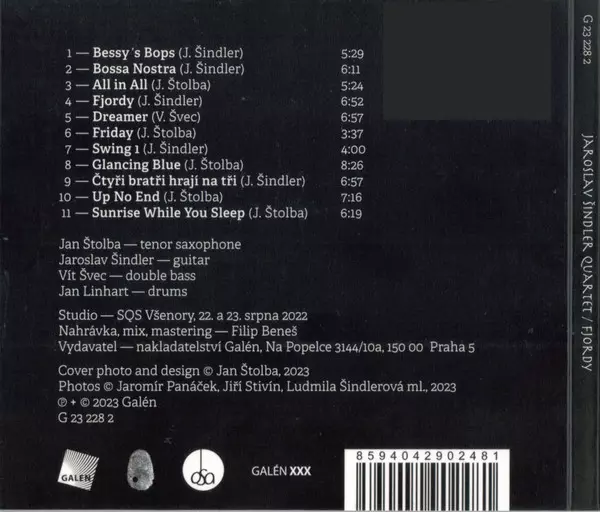 1 — Bessy´s Bops (J. Šindler) 5:29
2 — Bossa Nostra (J. Šindler) 6:11
3 — All in All (J. Štolba) 5:24
4 — Fjordy (J. Šindler) 6:52
5 — Dreamer (V. Švec) 6:57
6 — Friday (J. Štolba) 3:37
7 — Swing 1 (J. Šindler) 4:00
8 — Glancing Blue (J. Štolba) 8:26
9 — Čtyři bratři hrají na tři (J. Šindler) 6:57
10 — Up No End (J. Štolba) 7:16
11 — Sunrise While You Sleep (J. Štolba) 6:19
Jan Štolba — tenor saxophone
Jaroslav Šindler — guitar
Vít Švec — double bass
Jan Linhart — drums
Studio — SQS Všenory, 22. a 23. srpna 2022
Nahrávka, mix, mastering — Filip Beneš
Vydavatel — nakladatelství Galén, Na Popelce 3144/10a, 150 00 Praha 5
Cover photo and design © Jan Štolba, 2023
Photos © Jaromír Panáček, Jiří Stivín, Ludmila Šindlerová ml., 2023
℗ + © 2023 Galén
G 23 228 2
GALÉN
osa
GALÉN XXX
8594042902481
G 23 228 2
JAROSLAV ŠINDLER QUARTET / FJORDY